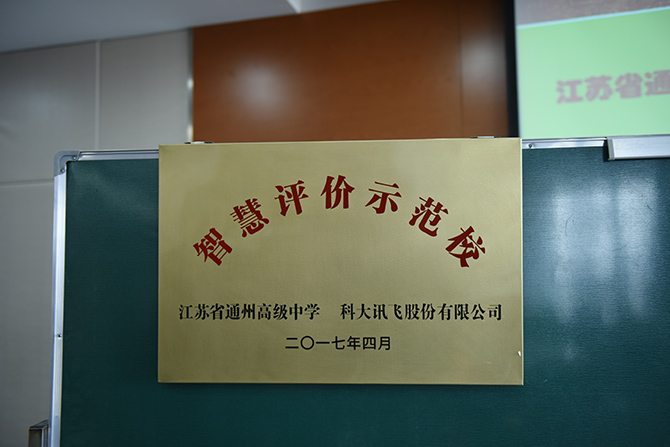 江苏省通
智慧评价示范校
江苏省通州高级中学 科大讯飞股份有限公司
二〇一七年四月